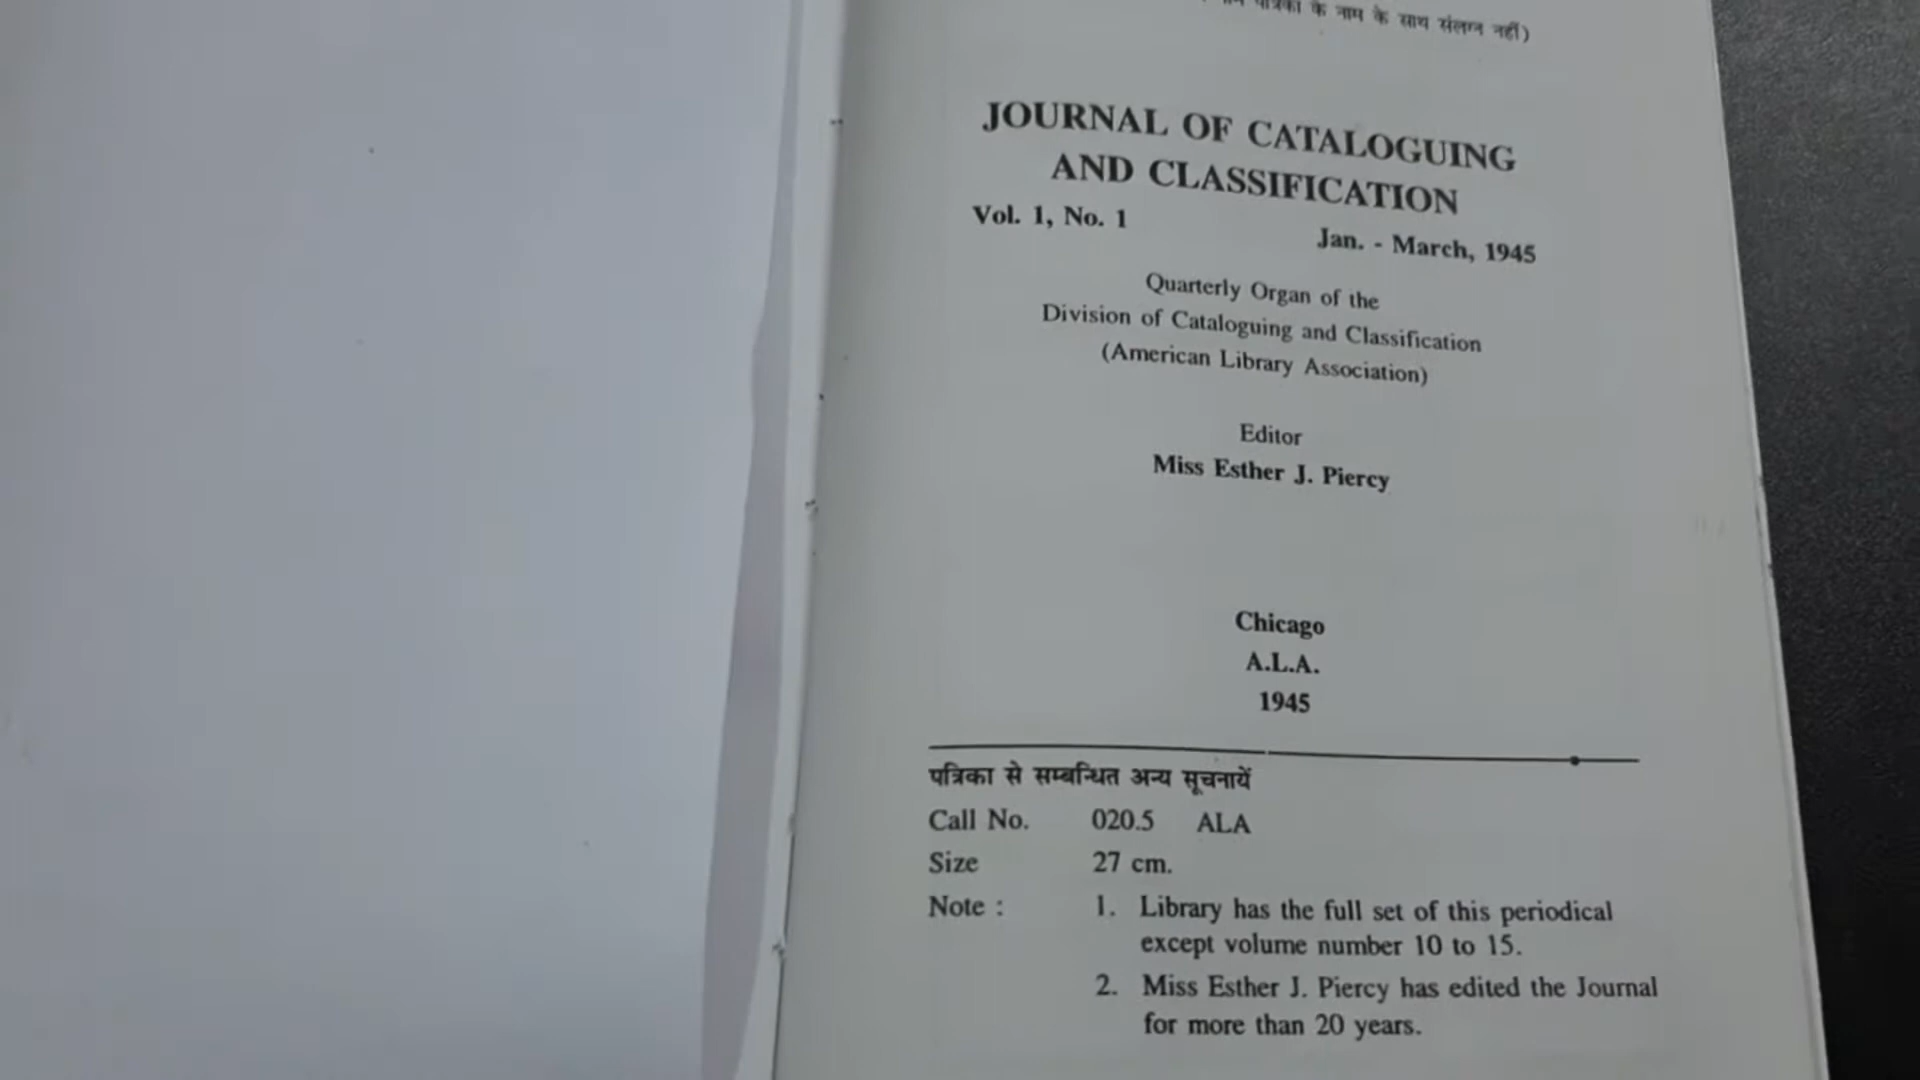 पत्रिका के नाम के साथ संलग्न नहीं)
JOURNAL OF CATALOGUING
AND CLASSIFICATION
Vol. 1, No. 1
Jan. - March, 1945
Quarterly Organ of the
Division of Cataloguing and Classification
(American Library Association)
Editor
Miss Esther J. Piercy
Chicago
A.L.A.
1945
पत्रिका से सम्बन्धित अन्य सूचनायें
Call No. 020.5 ALA
Size 27 cm.
Note : 1. Library has the full set of this periodical
except volume number 10 to 15.
2. Miss Esther J. Piercy has edited the Journal
for more than 20 years.